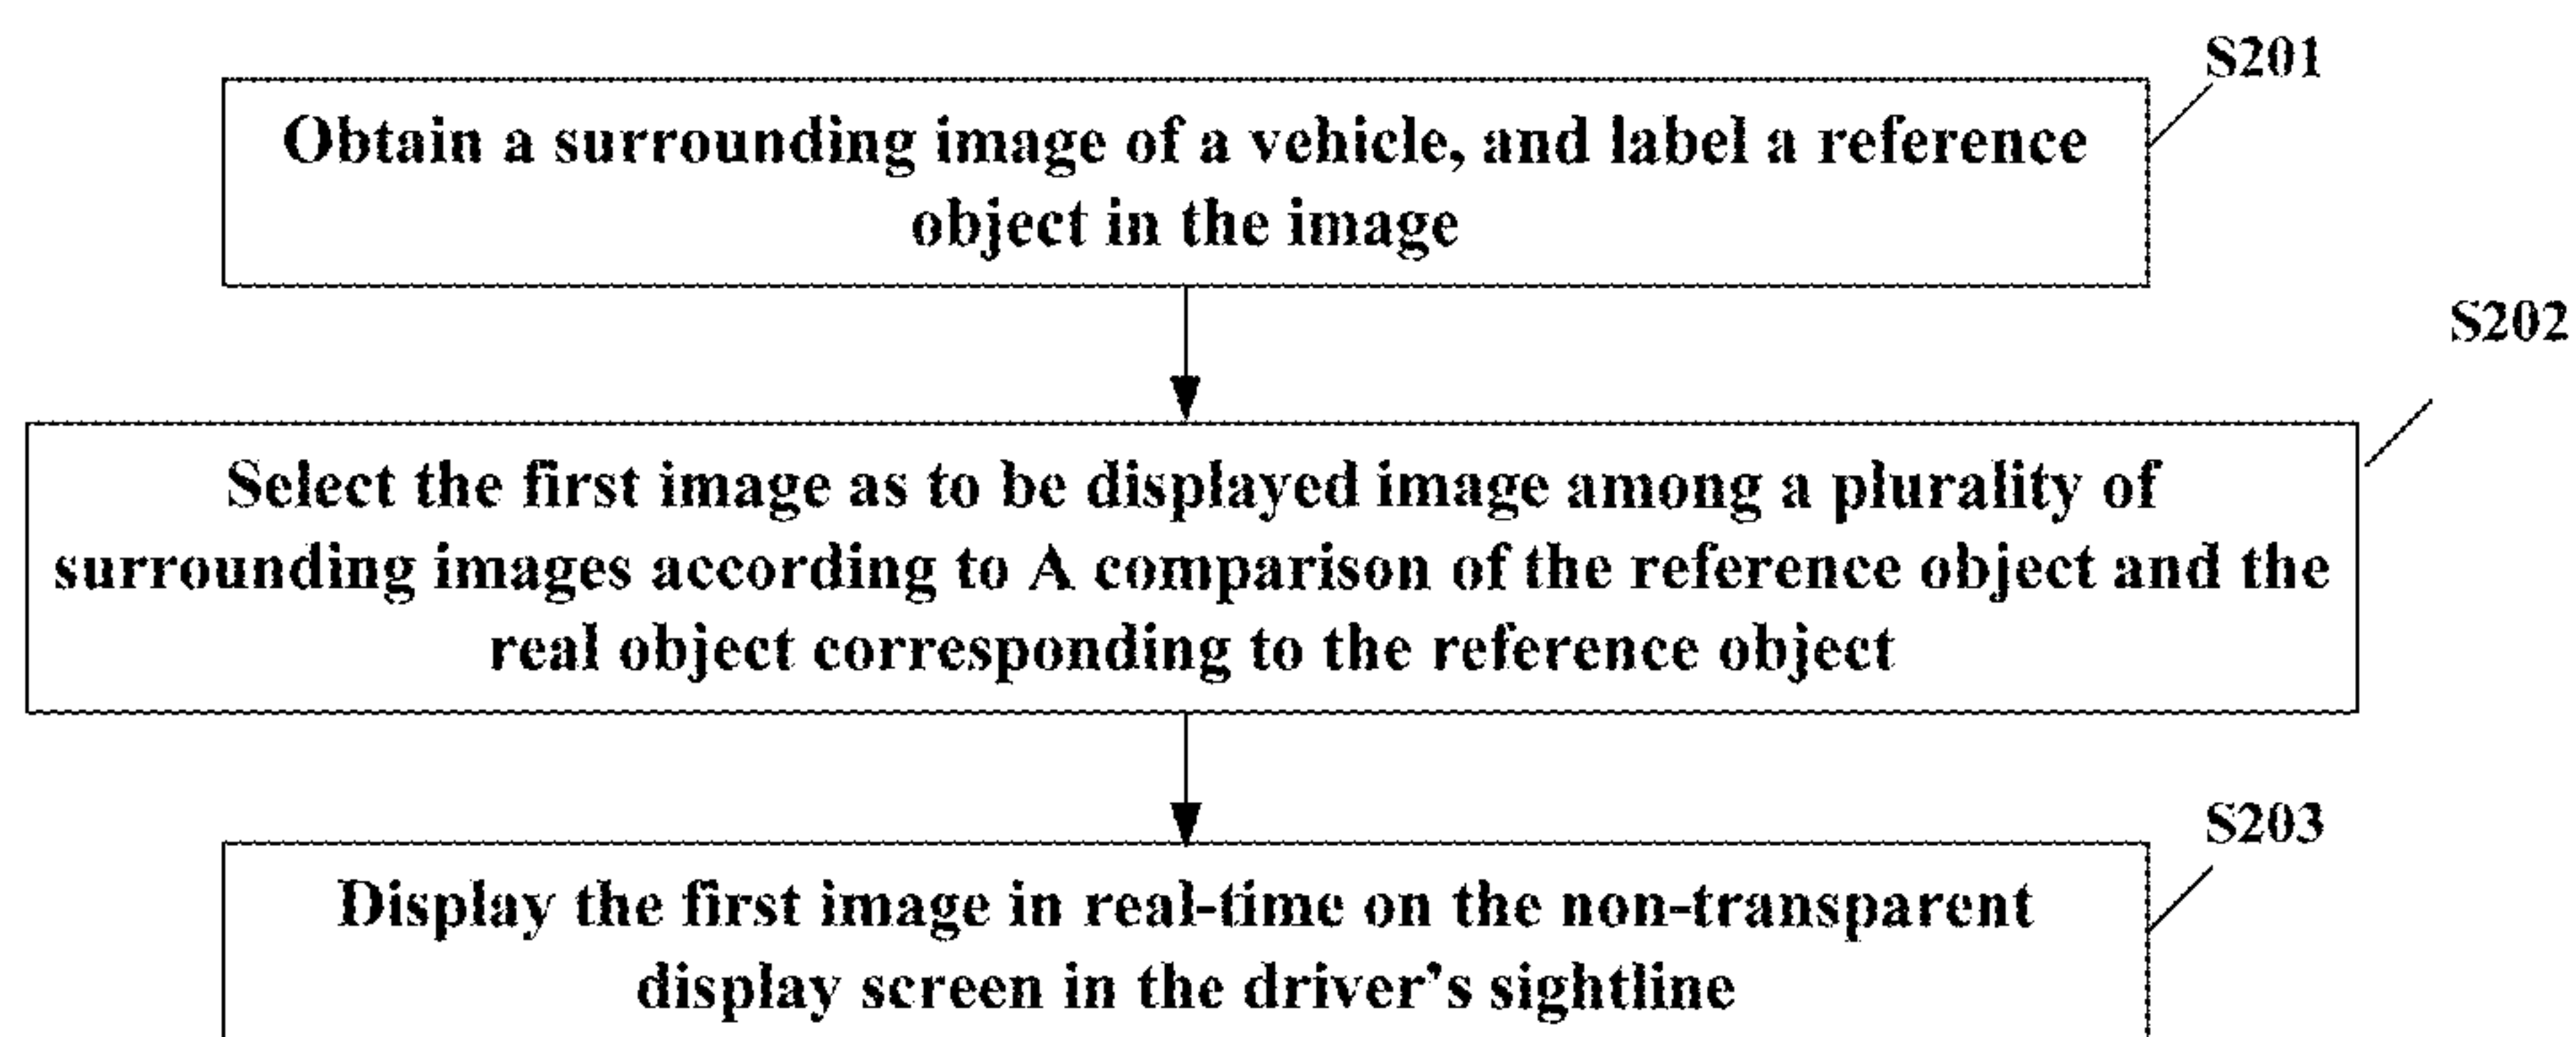 S201
Obtain a surrounding image of a vehicle, and label a reference
object in the image
S202
Select the first image as to be displayed image among a plurality of
surrounding images according to A comparison of the reference object and the
real object corresponding to the reference object
S203
Display the first image in real-time on the non-transparent
display screen in the driver's sightline